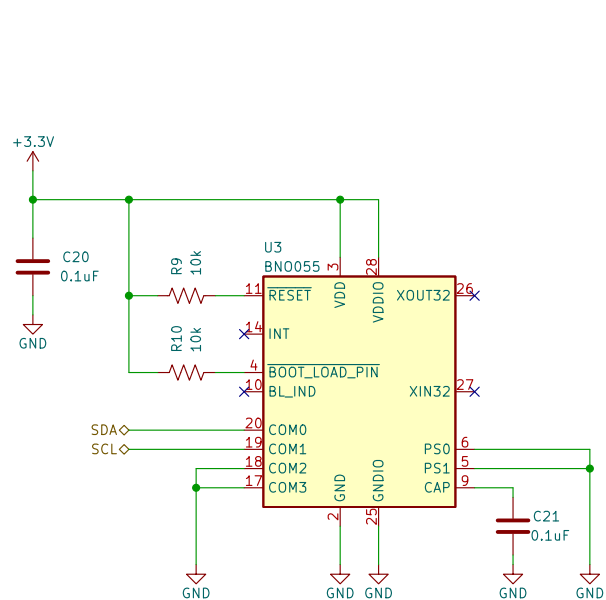 +3.3V
C20
0.1uF
GND
R9
10k
R10
10k
U3
BNO055
3
28
VDD
VDDIO
11
RESET
14
INT
4
BOOT_LOAD_PIN
10
BL_IND
20
COM0
19
COM1
18
COM2
17
COM3
SDA
SCL
26
XOUT32
27
XIN32
6
PS0
5
PS1
9
CAP
GND
GNDIO
2
25
C21
0.1uF
GND
GND
GND
GND
GND